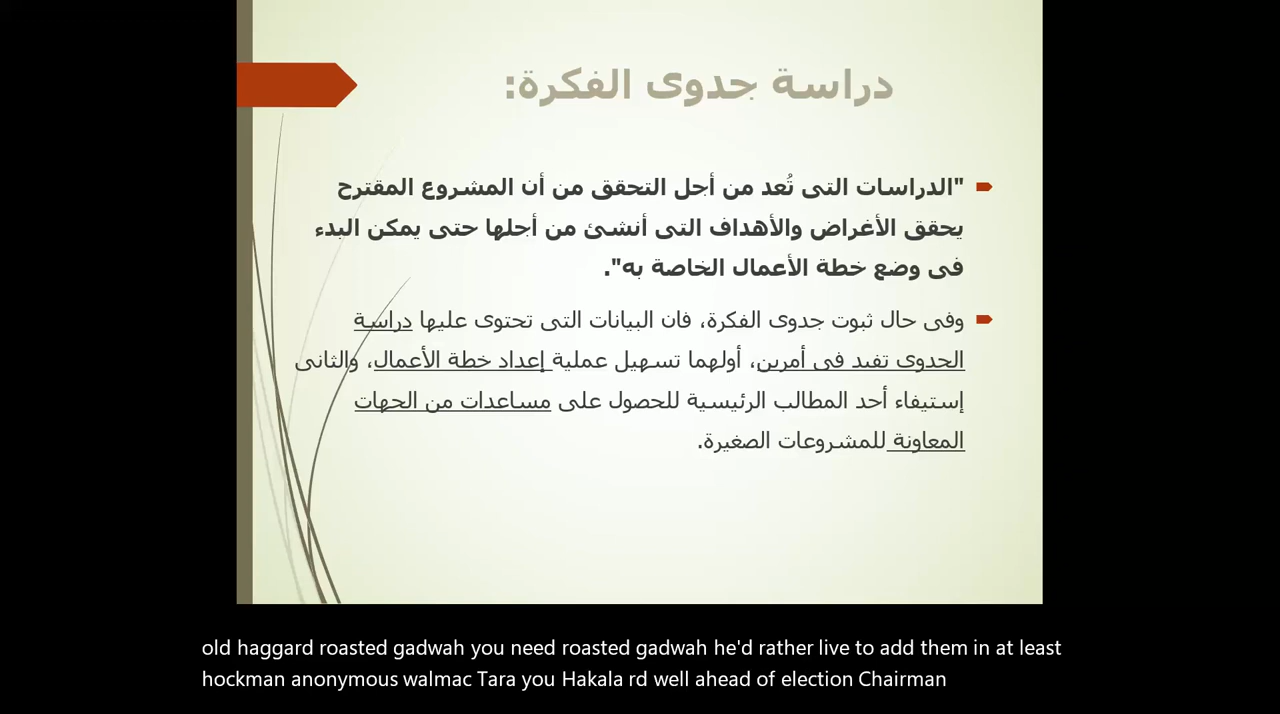 دراسة جدوى الفكرة:
"الدراسات التى تُعد من أجل التحقق من أن المشروع المقترح
يحقق الأغراض والأهداف التى أنشئ من أجلها حتى يمكن البدء
فى وضع خطة الأعمال الخاصة به".
وفى حال ثبوت جدوى الفكرة، فان البيانات التى تحتوى عليها دراسة
الجدوى تفيد فى أمرين، أولهما تسهيل عملية إعداد خطة الأعمال، والثانى
إستيفاء أحد المطالب الرئيسية للحصول على مساعدات من الجهات
المعاونة للمشروعات الصغيرة.
old haggard roasted gadwah you need roasted gadwah he'd rather live to add them in at least
hockman anonymous walmac Tara you Hakala rd well ahead of election Chairman